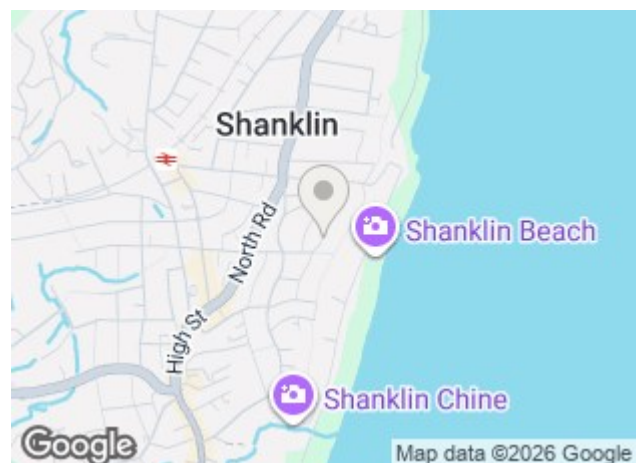 Shanklin
North Rd
Shanklin Beach
High St
Shanklin Chine
Google
Map data ©2026 Google